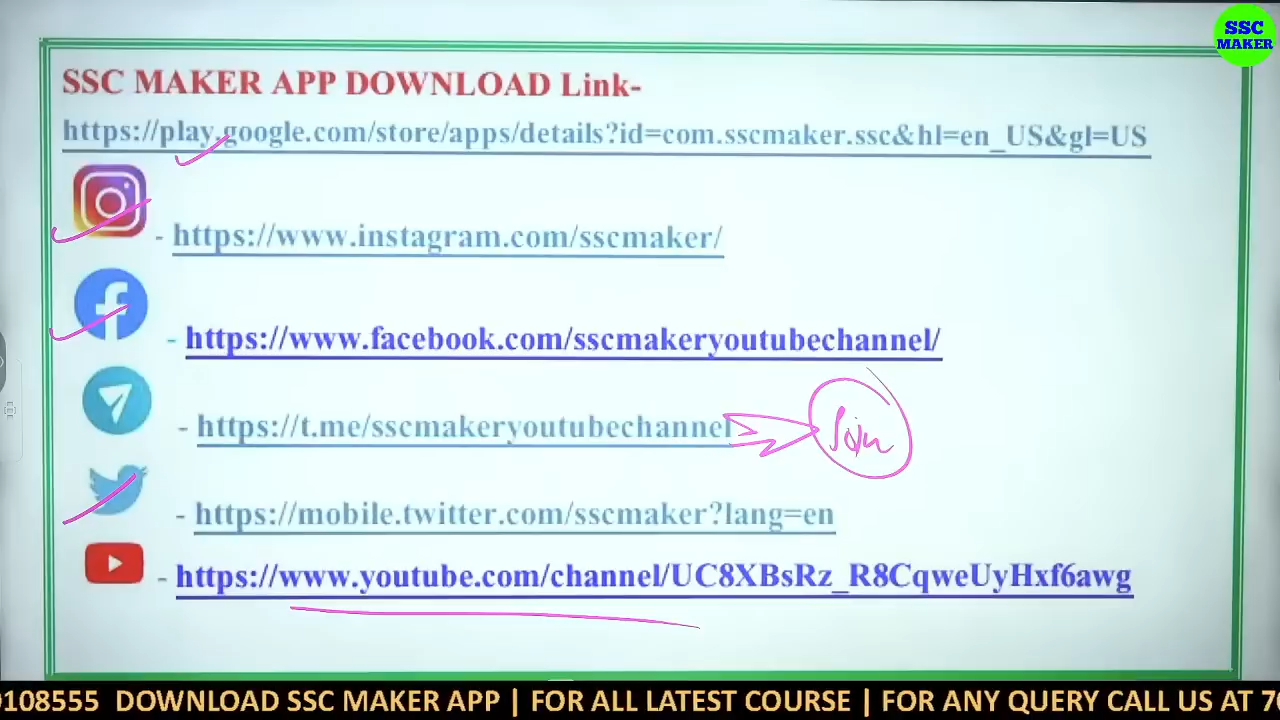 SSC
MAKER
SSC MAKER APP DOWNLOAD Link-
https://play.google.com/store/apps/details?id=com.sscmaker.ssc&hl=en_US&gl=US
- https://www.instagram.com/sscmaker/
- https://www.facebook.com/sscmakeryoutubechannel/
- https://t.me/sscmakeryoutubechannel
Join
- https://mobile.twitter.com/sscmaker?lang=en
- https://www.youtube.com/channel/UC8XBsRz_R8CqweUyHxf6awg
0108555 DOWNLOAD SSC MAKER APP | FOR ALL LATEST COURSE | FOR ANY QUERY CALL US AT 70